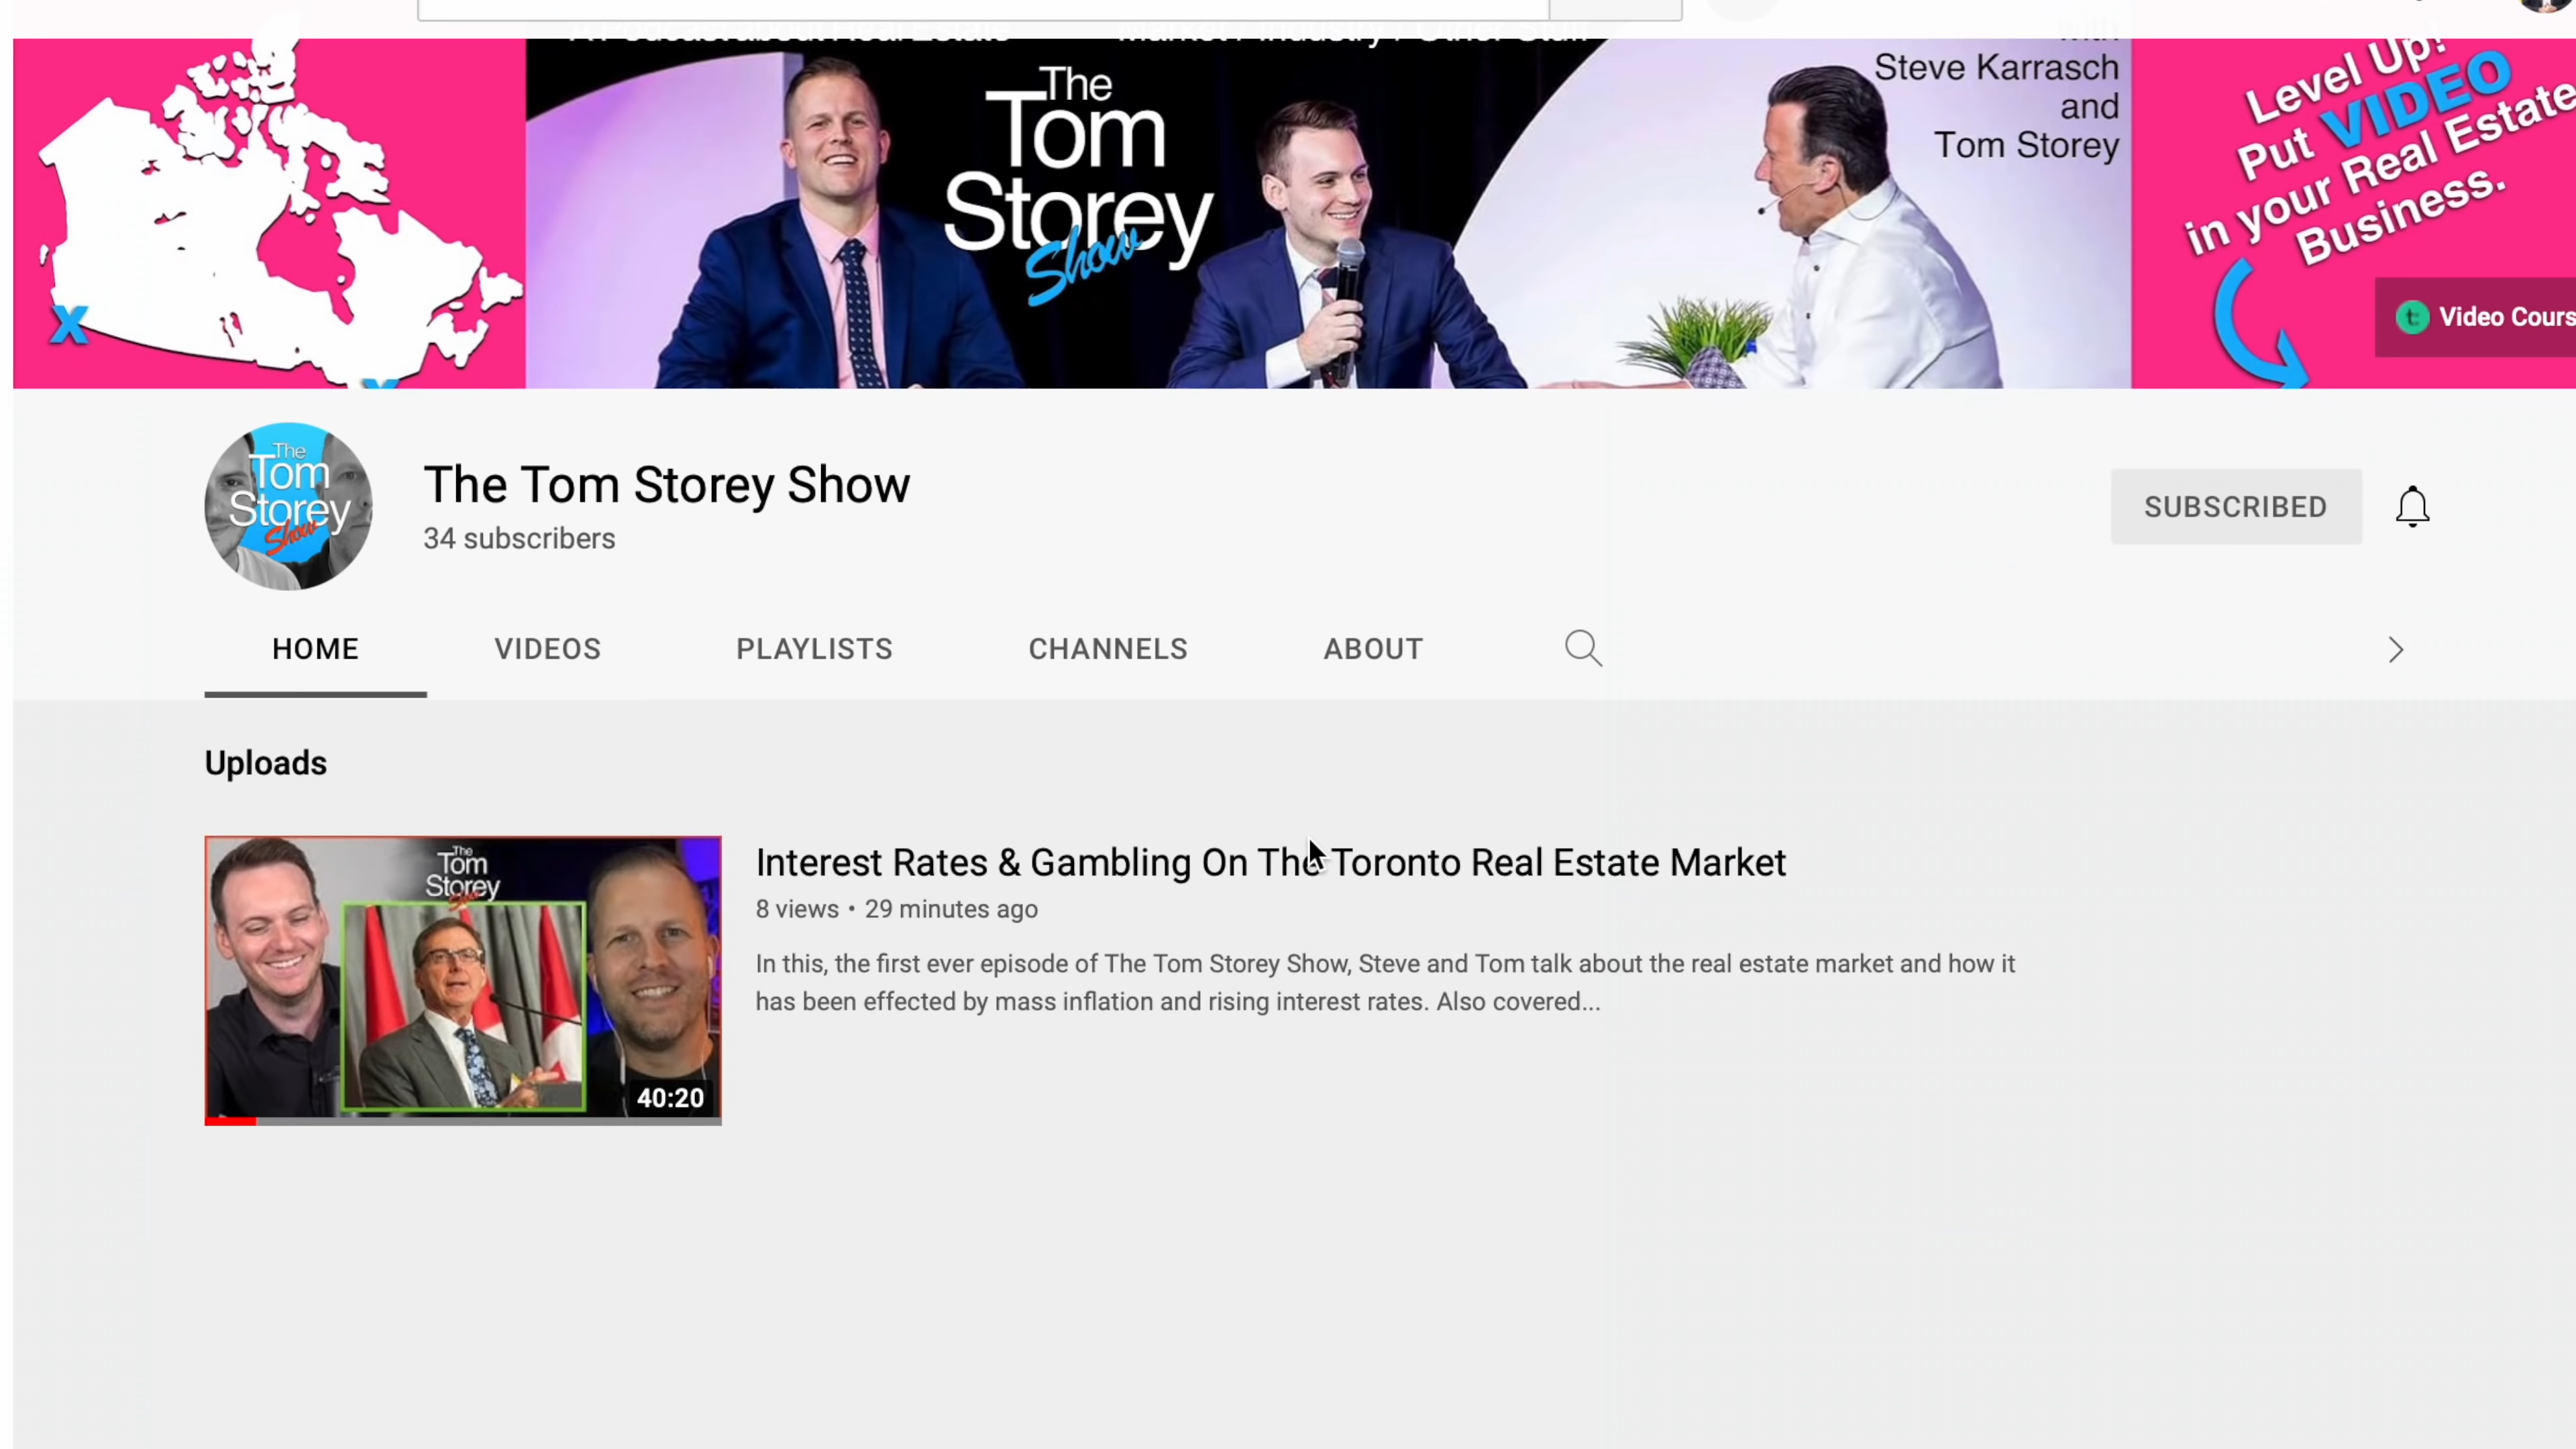 The
Tom
Storey
Show
Steve Karrasch
and
Tom Storey
Level Up!
Put VIDEO
in your Real Estate
Business.
Video Cours
X
The
Tom
Storey
Show
The Tom Storey Show
34 subscribers
SUBSCRIBED
HOME VIDEOS PLAYLISTS CHANNELS ABOUT
Uploads
The
Tom
Storey
Show
40:20
Interest Rates & Gambling On The Toronto Real Estate Market
8 views • 29 minutes ago
In this, the first ever episode of The Tom Storey Show, Steve and Tom talk about the real estate market and how it
has been effected by mass inflation and rising interest rates. Also covered...